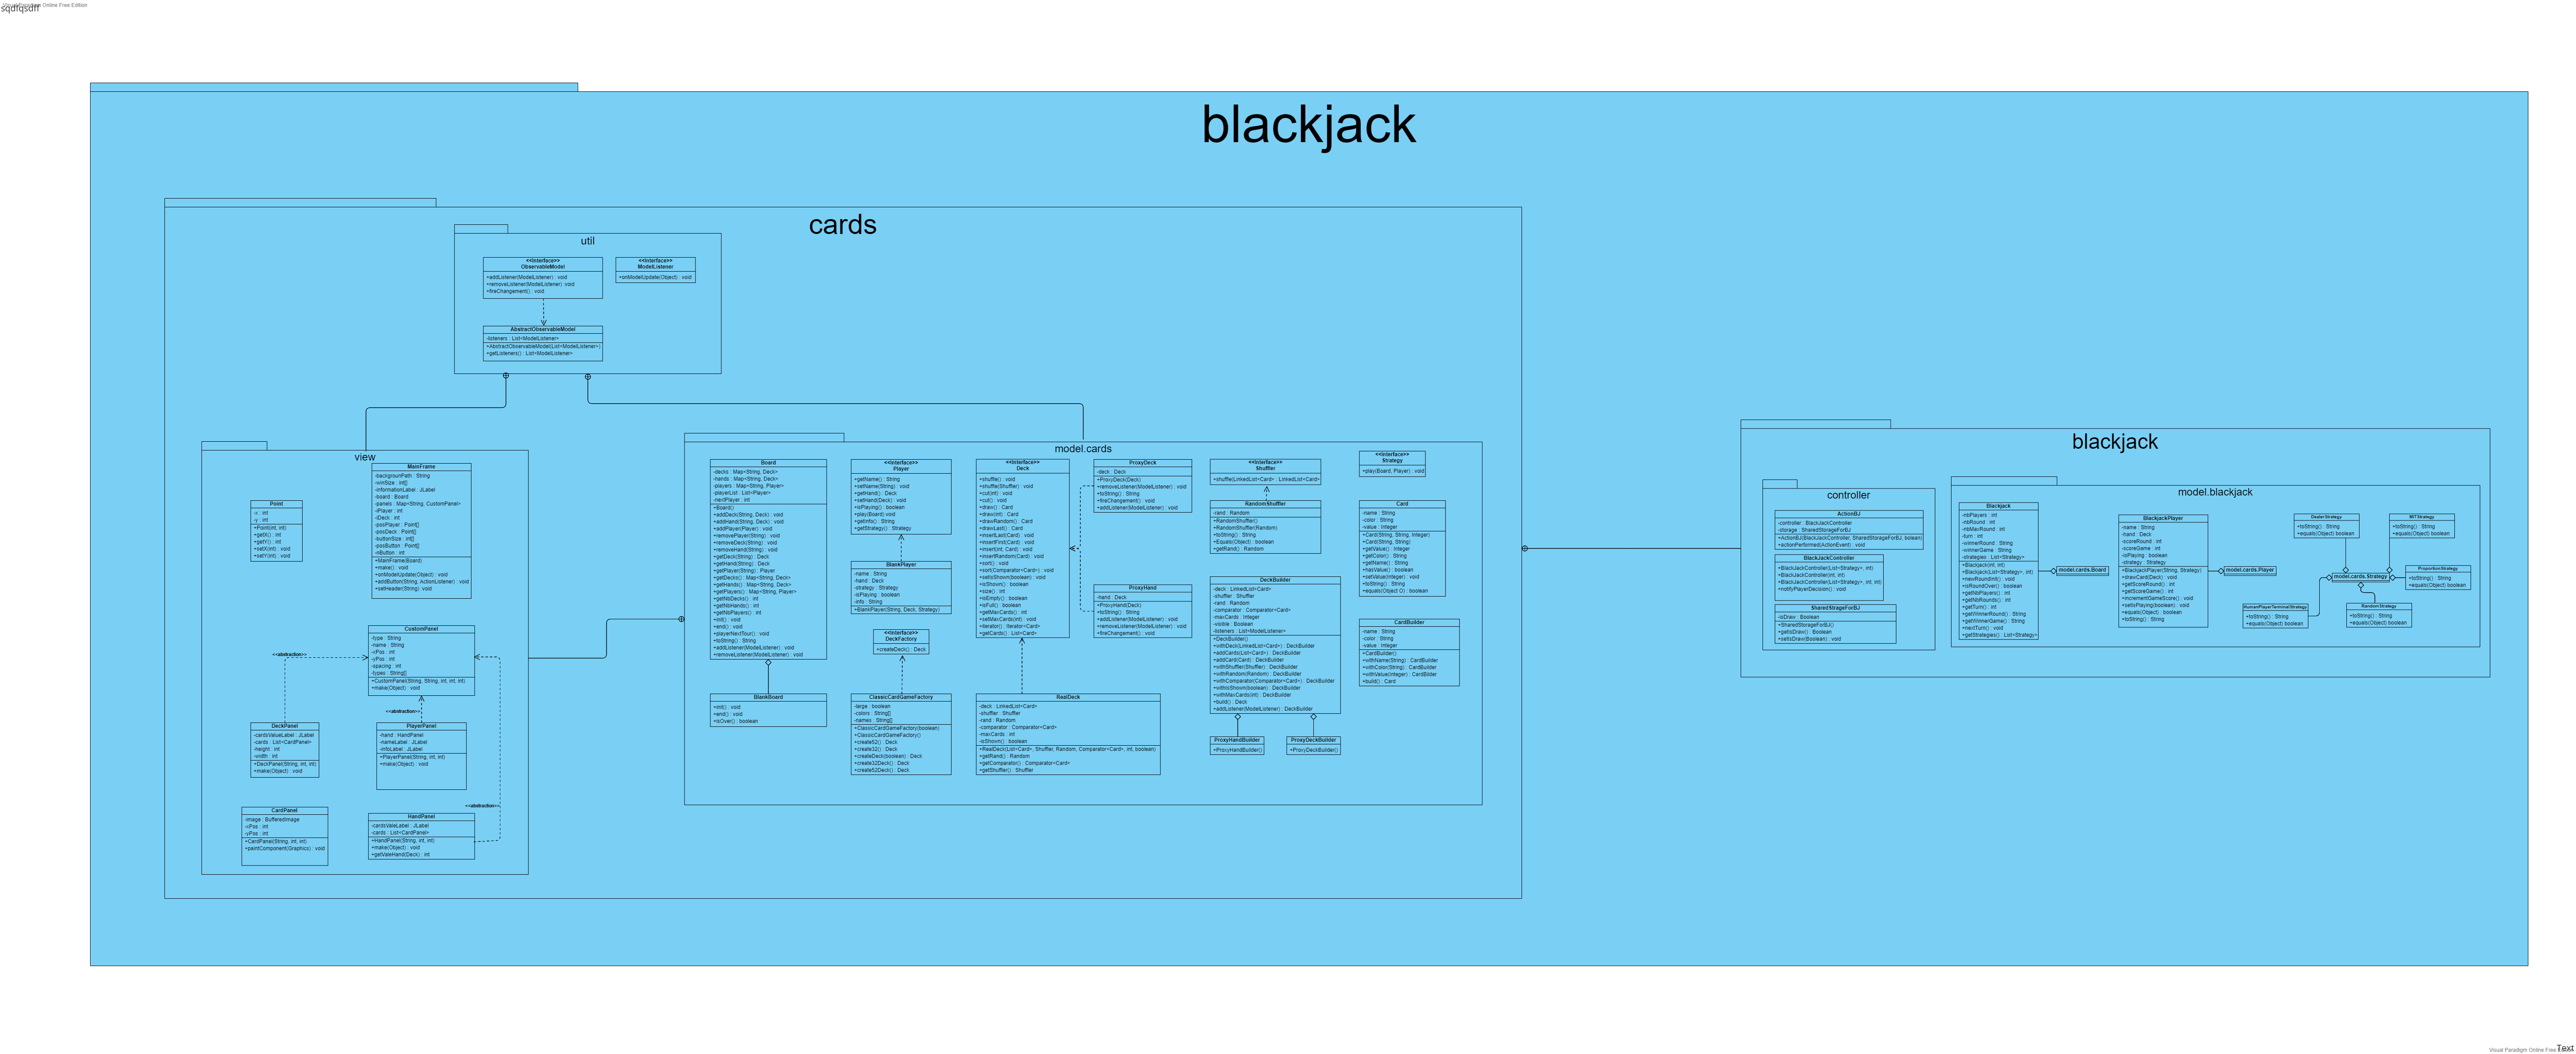 Visual Paradigm Online Free Edition
sqdfqsdff
blackjack
cards
util
<<Interface>>
ObservableModel
+addListener(ModelListener) : void
+removeListener(ModelListener) :void
+fireChangement() : void
<<Interface>>
ModelListener
+onModelUpdate(Object) : void
AbstractObservableModel
-listeners : List<ModelListener>
+AbstractObservableModel(List<ModelListener>)
+getListeners() : List<ModelListener>
view
MainFrame
-backgrounPath : String
-winSize : int[]
-informationLabel : JLabel
-board : Board
-panels : Map<String, CustomPanel>
-iPlayer : int
-iDeck : int
-posPlayer : Point[]
-posDeck : Point[]
-buttonSize : int[]
-posButton : Point[]
-nButton : int
+MainFrame(Board)
+make() : void
+onModelUpdate(Object) : void
+addButton(String, ActionListener) : void
+setHeader(String) : void
Point
-x : int
-y : int
+Point(int, int)
+getX() : int
+getY() : int
+setX(int) : void
+setY(int) : void
CustomPanel
-type : String
-name : String
-xPos : int
-yPos : int
-spacing : int
-types : String[]
+CustomPanel(String, String, int, int, int)
+make(Object) : void
<<abstraction>>
<<abstraction>>
DeckPanel
-cardsValueLabel : JLabel
-cards : List<CardPanel>
-height : int
-width : int
+DeckPanel(String, int, int)
+make(Object) : void
PlayerPanel
-hand : HandPanel
-nameLabel : JLabel
-infoLabel : JLabel
+PlayerPanel(String, int, int)
+make(Object) : void
<<abstraction>>
CardPanel
-image : BufferedImage
-xPos : int
-yPos : int
+CardPanel(String, int, int)
+paintComponent(Graphics) : void
HandPanel
-cardsValeLabel : JLabel
-cards : List<CardPanel>
+HandPanel(String, int, int)
+make(Object) : void
+getValeHand(Deck) : int
model.cards
Board
-decks : Map<String, Deck>
-hands : Map<String, Deck>
-players : Map<String, Player>
-playerList : List<Player>
-nextPlayer : int
+Board()
+addDeck(String, Deck) : void
+addHand(String, Deck) : void
+addPlayer(Player) : void
+removePlayer(String) : void
+removeDeck(String) : void
+removeHand(String) : void
+getDeck(String) : Deck
+getHand(String) : Deck
+getPlayer(String) : Player
+getDecks() : Map<String, Deck>
+getHands() : Map<String, Deck>
+getPlayers() : Map<String, Player>
+getNbDecks() : int
+getNbHands() : int
+getNbPlayers() : int
+init() : void
+end() : void
+playerNextTour() : void
+toString() : String
+addListener(ModelListener) : void
+removeListener(ModelListener) : void
BlankBoard
+init() : void
+end() : void
+isOver() : boolean
<<Interface>>
Player
+getName() : String
+setName(String) : void
+getHand() : Deck
+setHand(Deck) : void
+isPlaying() : boolean
+play(Board) void
+getInfo() : String
+getStrategy() : Strategy
BlankPlayer
-name : String
-hand : Deck
-strategy : Strategy
-isPlaying : boolean
-info : String
+BlankPlayer(String, Deck, Strategy)
<<Interface>>
DeckFactory
+createDeck() : Deck
ClassicCardGameFactory
-large : boolean
-colors : String[]
-names : String[]
+ClassicCardGameFactory(boolean)
+ClassicCardGameFactory()
+create52() : Deck
+create32() : Deck
+createDeck(boolean) : Deck
+create32Deck() : Deck
+create52Deck() : Deck
<<Interface>>
Deck
+shuffle() : void
+shuffle(Shuffler) : void
+cut(int) : void
+cut() : void
+draw() : Card
+draw(int) : Card
+drawRandom() : Card
+drawLast() : Card
+insertLast(Card) : void
+insertFirst(Card) : void
+insert(int, Card) : void
+insertRandom(Card) : void
+sort() : void
+sort(Comparator<Card>) : void
+setIsShown(boolean) : void
+isShown() : boolean
+size() : int
+isEmpty() : boolean
+isFull() : boolean
+getMaxCards() : int
+setMaxCards(int) : void
+iterator() : Iterator<Card>
+getCards() : List<Card>
RealDeck
-deck : LinkedList<Card>
-shuffler : Shuffler
-rand : Random
-comparator : Comparator<Card>
-maxCards : int
-isShown() : boolean
+RealDeck(List<Card>, Shuffler, Random, Comparator<Card>, int, boolean)
+getRand() : Random
+getComparator() : Comparator<Card>
+getShuffler() : Shuffler
ProxyDeck
-deck : Deck
+ProxyDeck(Deck)
+removeListener(ModelListener) : void
+toString() : String
+fireChangement() : void
+addListener(ModelListener) : void
ProxyHand
-hand : Deck
+ProxyHand(Deck)
+toString() : String
+addListener(ModelListener) : void
+removeListener(ModelListener) : void
+fireChangement() : void
<<Interface>>
Shuffler
+shuffle(LinkedList<Card> : LinkedList<Card>
RandomShuffler
-rand : Random
+RandomShuffler()
+RandomShuffler(Random)
+toString() : String
+Equals(Object) : boolean
+getRand() : Random
DeckBuilder
-deck : LinkedList<Card>
-shuffler : Shuffler
-rand : Random
-comparator : Comparator<Card>
-maxCards : Integer
-visible : Boolean
-listeners : List<ModelListener>
+DeckBuilder()
+withDeck(LinkedList<Card>) : DeckBuilder
+addCards(List<Card>) : DeckBuilder
+addCard(Card) : DeckBuilder
+withShuffler(Shuffler) : DeckBuilder
+withRandom(Random) : DeckBuilder
+withComparator(Comparator<Card>) : DeckBuilder
+withIsShown(boolean) : DeckBuilder
+withMaxCards(int) : DeckBuilder
+build() : Deck
+addListener(ModelListener) : DeckBuilder
ProxyHandBuilder
+ProxyHandBuilder()
ProxyDeckBuilder
+ProxyDeckBuilder()
<<Interface>>
Strategy
+play(Board, Player) : void
Card
-name : String
-color : String
-value : Integer
+Card(String, String, Integer)
+Card(String, String)
+getValue() : Integer
+getColor() : String
+getName() : String
+hasValue() : boolean
+setValue(Integer) : void
+toString() : String
+equals(Object O) : boolean
CardBuilder
-name : String
-color : String
-value : Integer
+CardBuilder()
+withName(String) : CardBuilder
+withColor(String) : CardBuilder
+withValue(Integer) : CardBilder
+build() : Card
blackjack
controller
ActionBJ
-controller : BlackJackController
-storage : SharedStorageForBJ
+ActionBJ(BlackJackController, SharedStorageForBJ, bolean)
+actionPerformed(ActionEvent) : void
BlackJackController
+BlackJackController(List<Strategy>, int)
+BlackJackController(int, int)
+BlackJackController(List<Strategy>, int, int)
+notifyPlayerDecision() : void
SharedStrageForBJ
-isDraw : Boolean
+SharedStorageForBJ()
+getIsDraw() : Boolean
+setIsDraw(Boolean) : void
model.blackjack
Blackjack
-nbPlayers : int
-nbRound : int
-nbMaxRound : int
-turn : int
-winnerRound : String
-winnerGame : String
-strategies : List<Strategy>
+Blackjack(int, int)
+Blackjack(List<Strategy>, int)
+newRoundInit() : void
+isRoundOver() : boolean
+getNbPlayers() : int
+getNbRounds() : int
+getTurn() : int
+getWinnerRound() : String
+getWinnerGame() : String
+nextTurn() : void
+getStrategies() : List<Strategy>
model.cards.Board
BlackjackPlayer
-name : String
-hand : Deck
-scoreRound : int
-scoreGame : int
-isPlaying : boolean
-strategy : Strategy
+BlackjackPlayer(String, Strategy)
+drawCard(Deck) : void
+getScoreRound() : int
+getScoreGame() : int
+incrementGameScore() : void
+setIsPlaying(boolean) : void
+equals(Object) : boolean
+toString() : String
model.cards.Player
DealerStrategy
+toString() : String
+equals(Object) boolean
MITStrategy
+toString() : String
+equals(Object) boolean
model.cards.Strategy
ProportionStrategy
+toString() : String
+equals(Object) boolean
HumanPlayerTerminalStrategy
+toString() : String
+equals(Object) boolean
RandomStrategy
+toString() : String
+equals(Object) boolean
Visual Paradigm Online Free Edition
Text